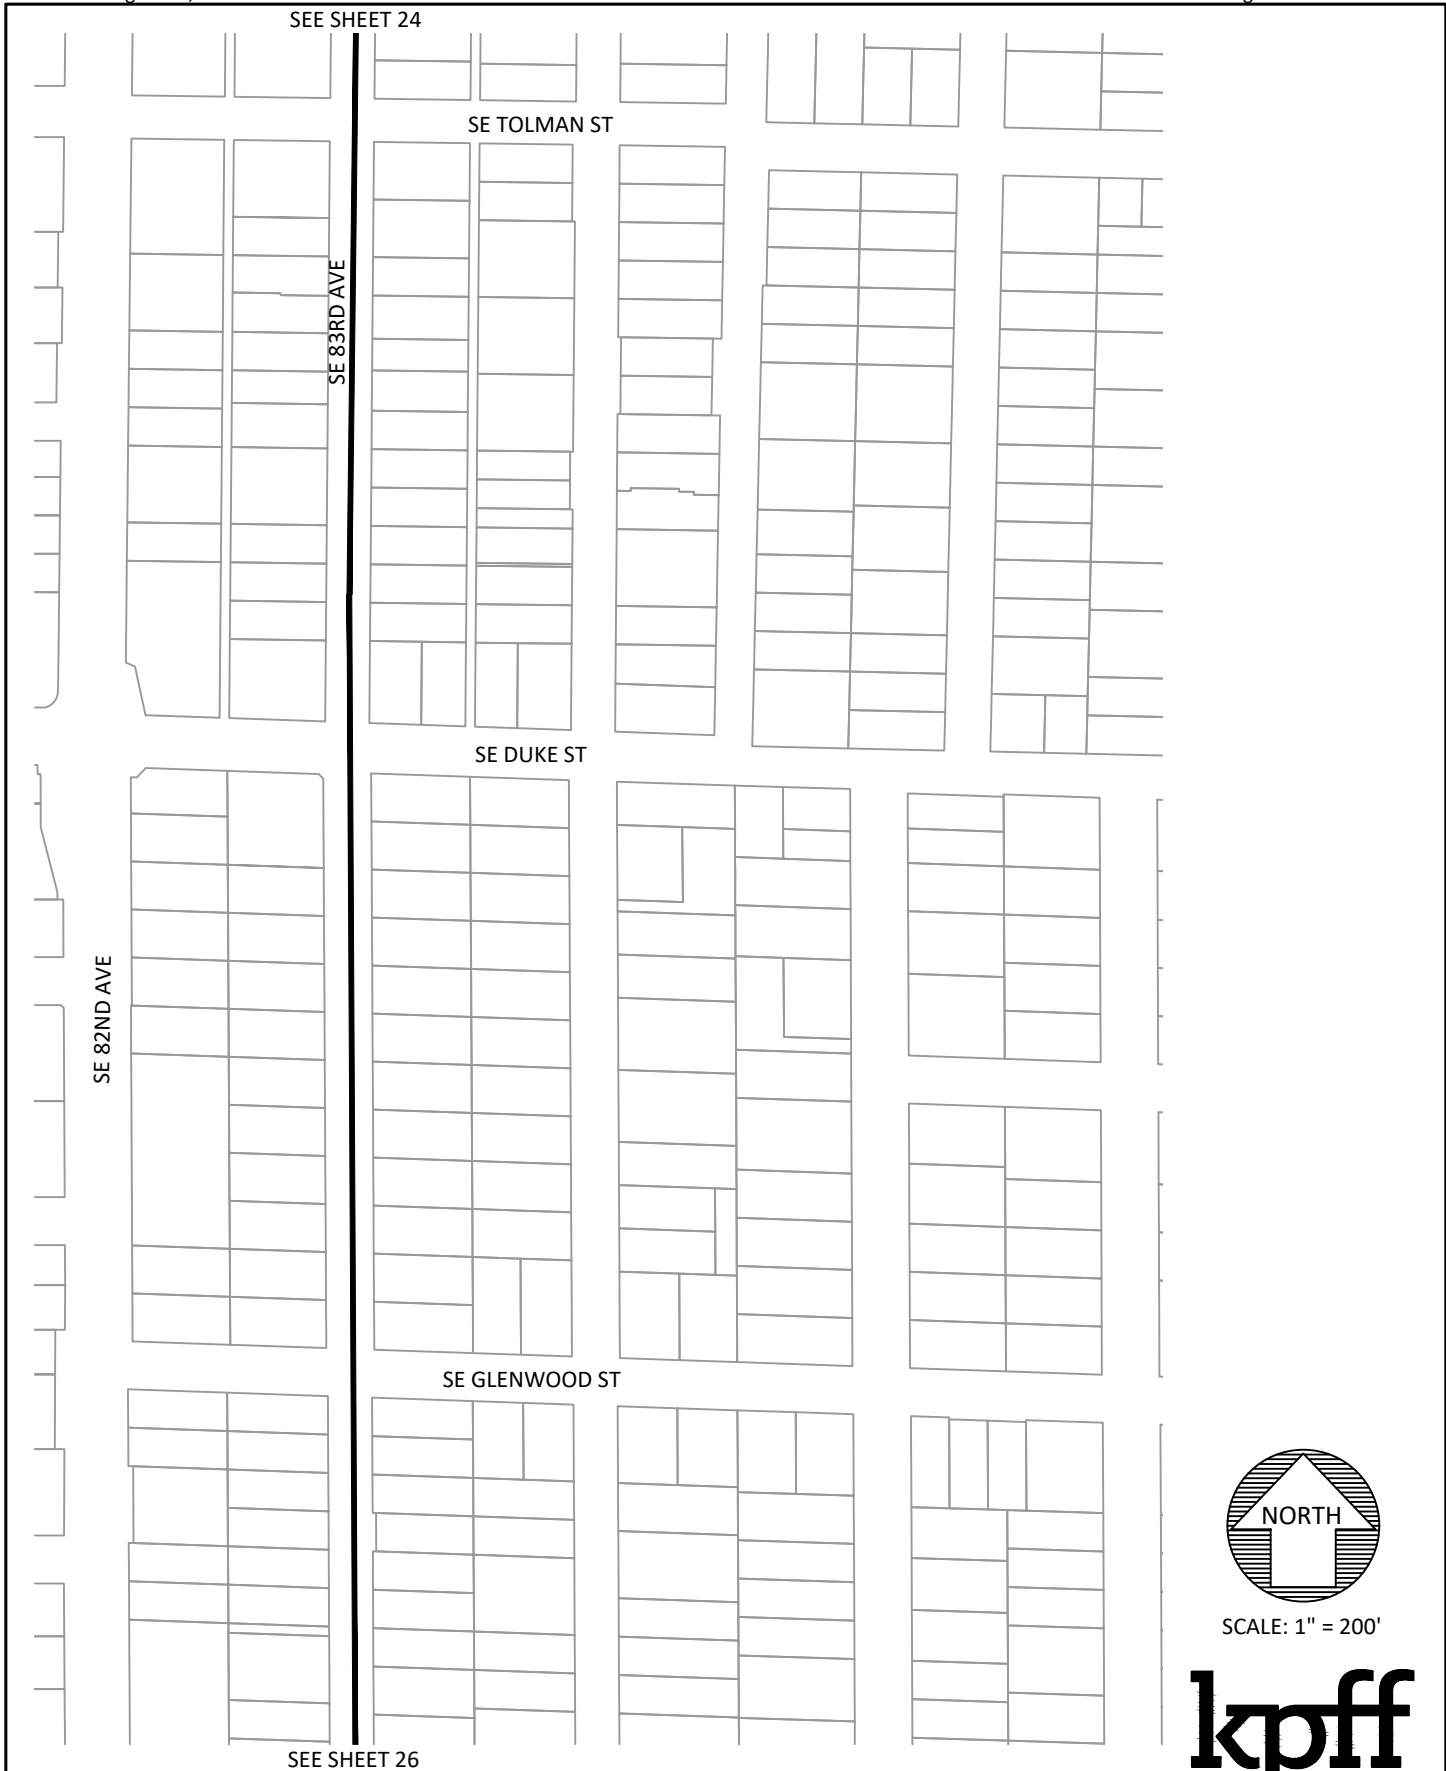 SEE SHEET 24
SE TOLMAN ST
SE 83RD AVE
SE DUKE ST
SE 82ND AVE
SE GLENWOOD ST
NORTH
SCALE: 1" = 200'
kpff
SEE SHEET 26